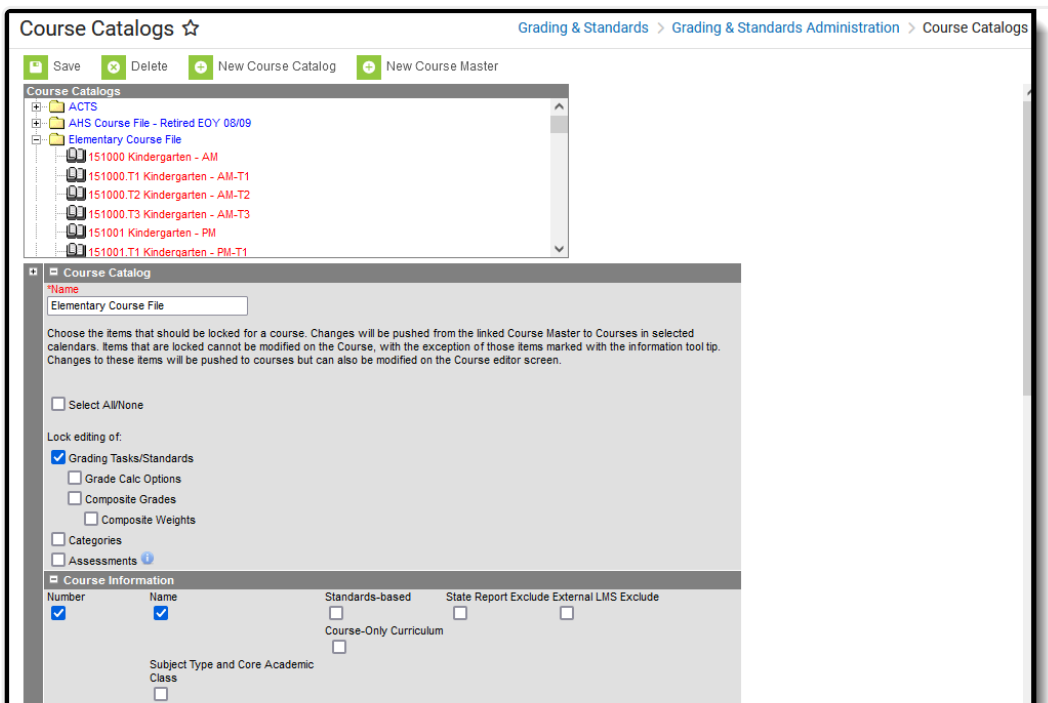 Course Catalogs
Grading & Standards > Grading & Standards Administration > Course Catalogs
Save Delete New Course Catalog New Course Master
Course Catalogs
ACTS
AHS Course File - Retired EOY 08/09
Elementary Course File
151000 Kindergarten - AM
151000.T1 Kindergarten - AM-T1
151000.T2 Kindergarten - AM-T2
151000.T3 Kindergarten - AM-T3
151001 Kindergarten - PM
151001.T1 Kindergarten - PM-T1
Course Catalog
*Name
Elementary Course File
Choose the items that should be locked for a course. Changes will be pushed from the linked Course Master to Courses in selected
calendars. Items that are locked cannot be modified on the Course, with the exception of those items marked with the information tool tip.
Changes to these items will be pushed to courses but can also be modified on the Course editor screen.
Select All/None
Lock editing of:
Grading Tasks/Standards
Grade Calc Options
Composite Grades
Composite Weights
Categories
Assessments
Course Information
Number Name Standards-based State Report Exclude External LMS Exclude
Course-Only Curriculum
Subject Type and Core Academic
Class